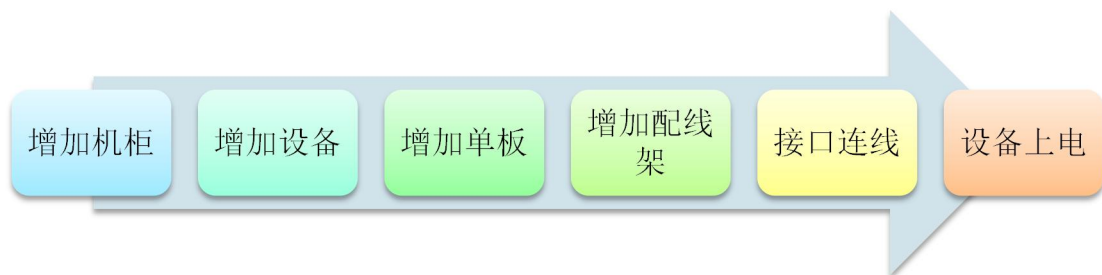 增加机柜
增加设备
增加单板
增加配线
架
接口连线
设备上电